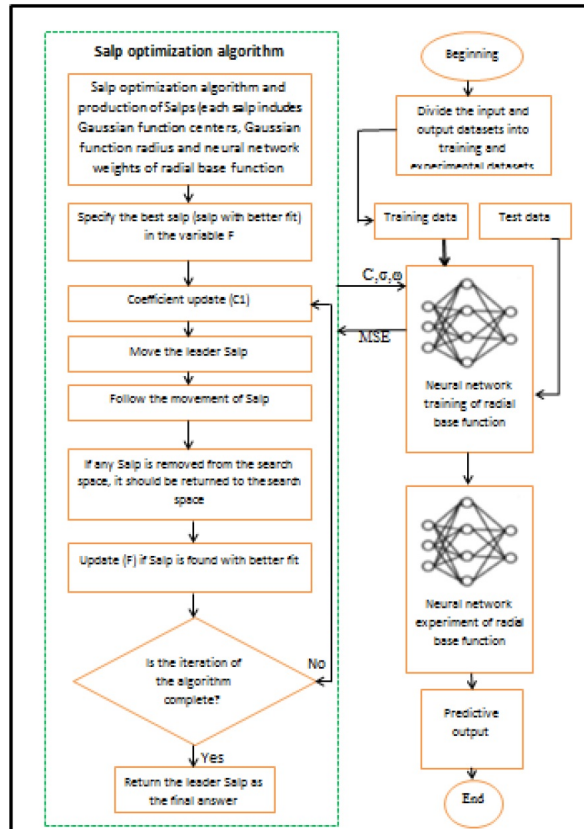 Salp optimization algorithm
Salp optimization algorithm and
production of Salps (each salp includes
Gaussian function centers, Gaussian
function radius and neural network
weights of radial base function
Specify the best salp (salp with better fit)
in the variable F
Coefficient update (C1)
Move the leader Salp
Follow the movement of Salp
If any Salp is removed from the search
space, it should be returned to the search
space
Update (F) if Salp is found with better fit
Is the iteration of
the algorithm
complete?
No
Yes
Return the leader Salp as
the final answer
C,σ,ω
MSE
Beginning
Divide the input and
output datasets into
training and
experimental datasets
Training data
Test data
Neural network
training of radial
base function
Neural network
experiment of radial
base function
Predictive
output
End